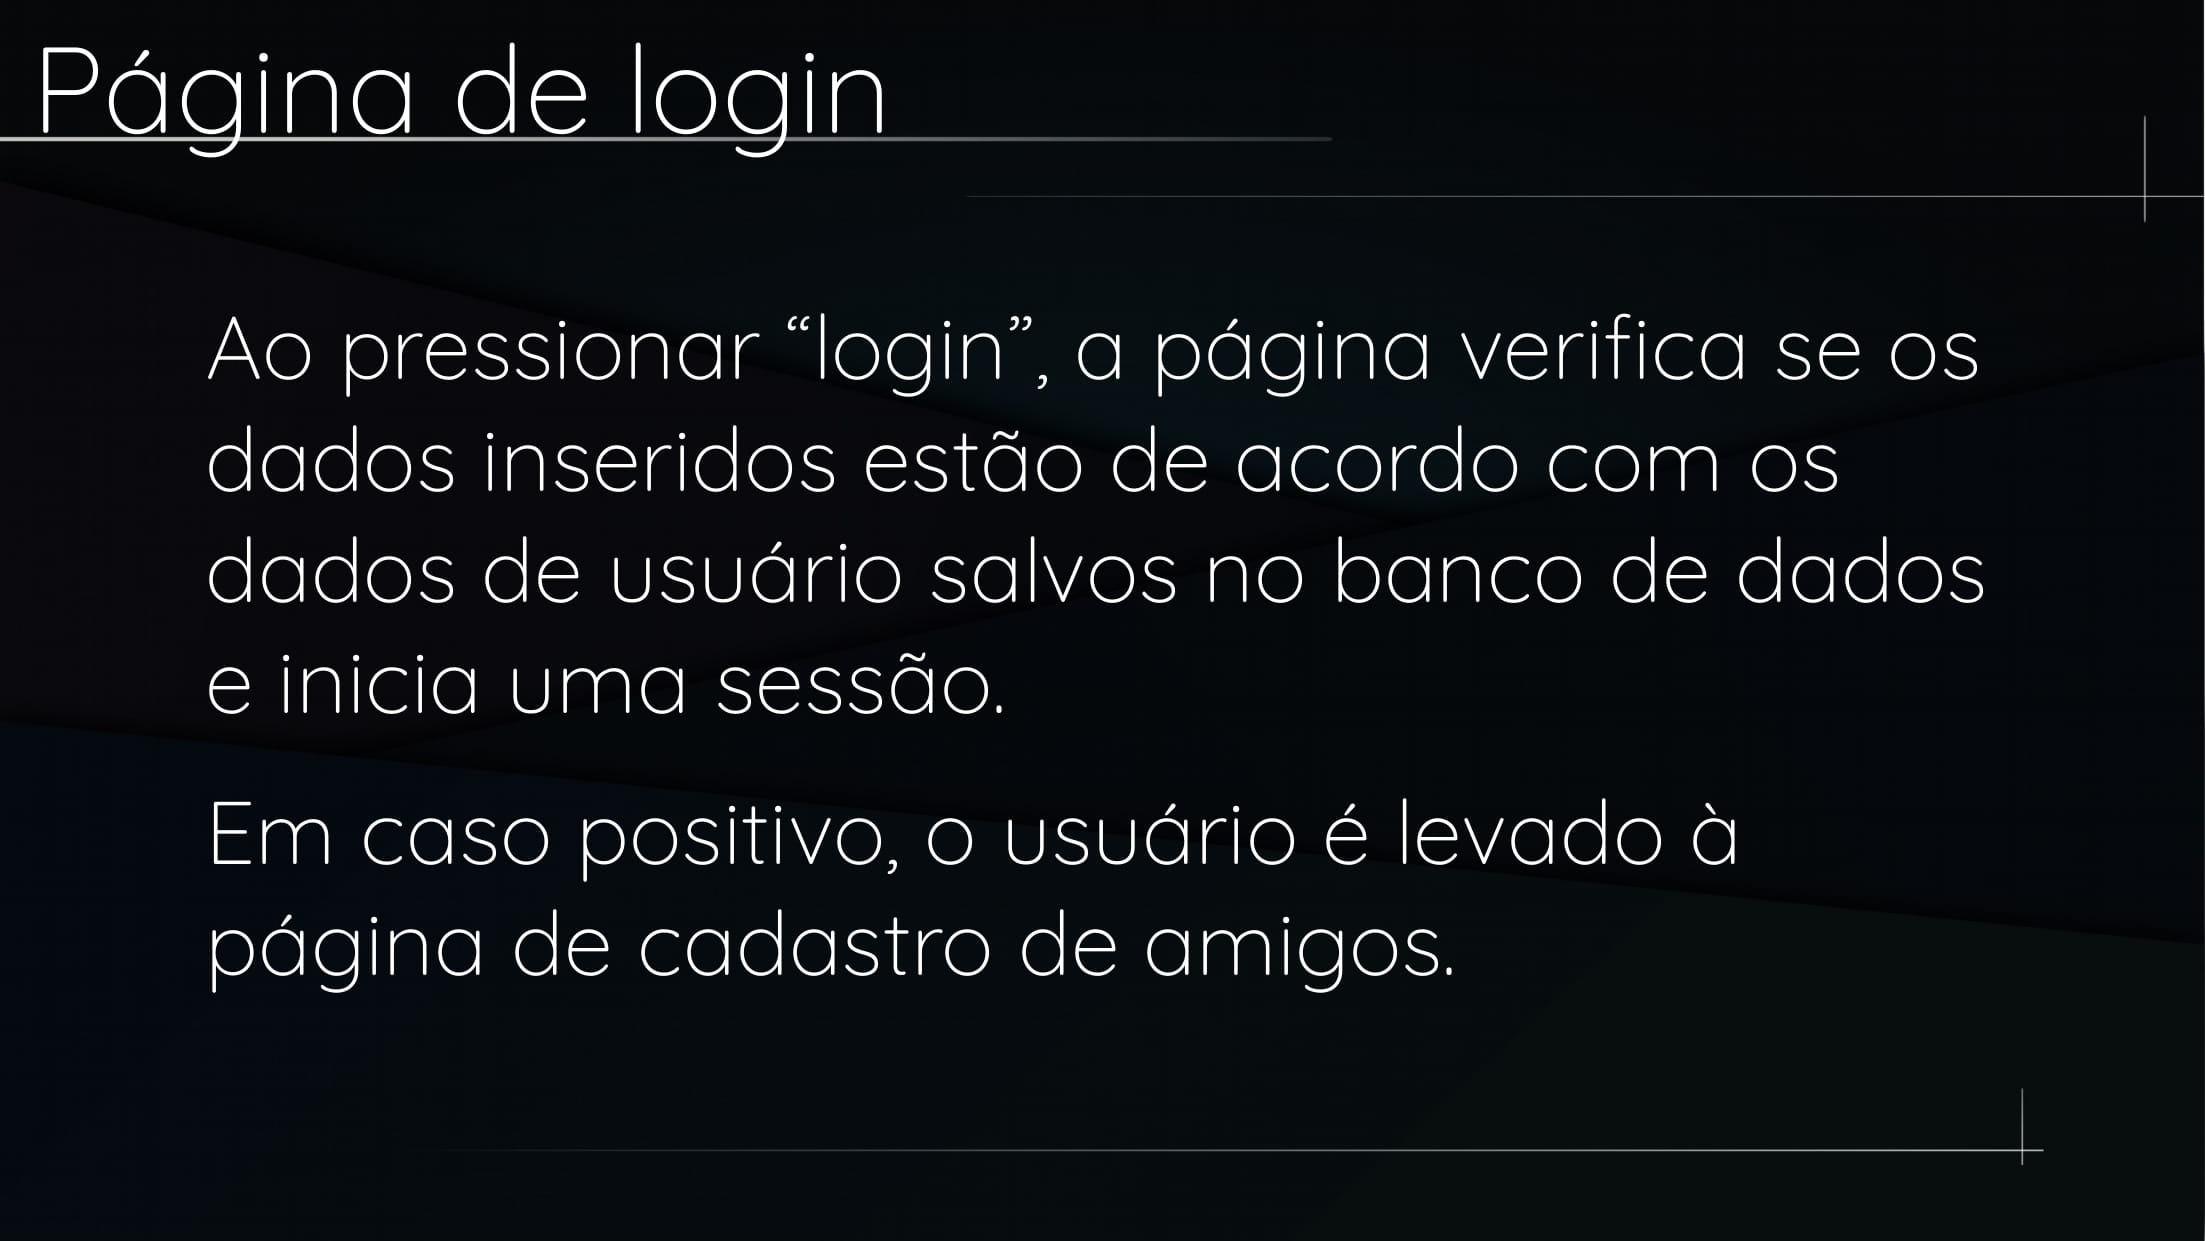 Página de login
Ao pressionar “login”, a página verifica se os
dados inseridos estão de acordo com os
dados de usuário salvos no banco de dados
e inicia uma sessão.
Em caso positivo, o usuário é levado à
página de cadastro de amigos.